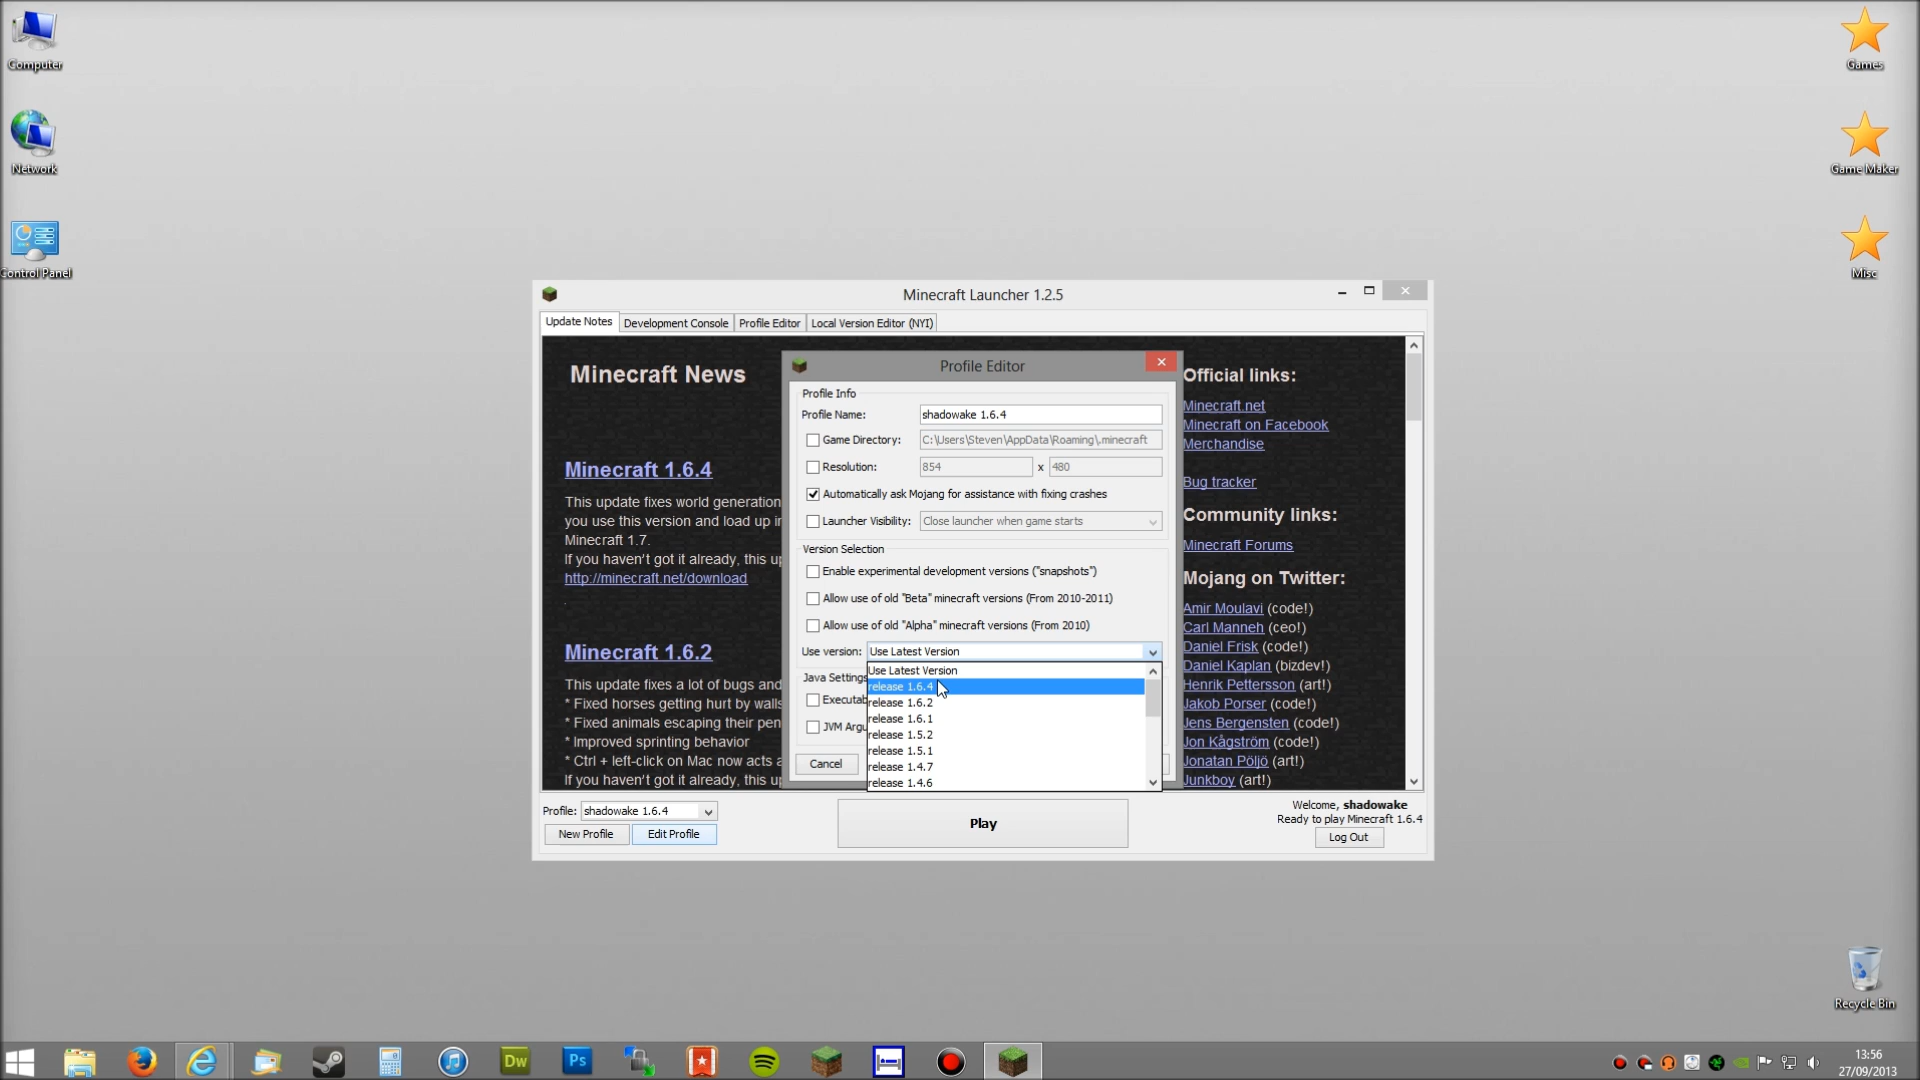 Computer
Network
Control Panel
Games
Game Maker
Misc
Recycle Bin
Minecraft Launcher 1.2.5
Update Notes
Development Console
Profile Editor
Local Version Editor (NYI)
Minecraft News
Minecraft 1.6.4
This update fixes world generation
you use this version and load up in
Minecraft 1.7.
If you haven't got it already, this up
http://minecraft.net/download
Minecraft 1.6.2
This update fixes a lot of bugs and
* Fixed horses getting hurt by walls
* Fixed animals escaping their pen
* Improved sprinting behavior
* Ctrl + left-click on Mac now acts a
If you haven't got it already, this up
Profile Editor
Profile Info
Profile Name: shadowake 1.6.4
Game Directory: C:\Users\Steven\AppData\Roaming\.minecraft
Resolution: 854 x 480
Automatically ask Mojang for assistance with fixing crashes
Launcher Visibility: Close launcher when game starts
Version Selection
Enable experimental development versions ("snapshots")
Allow use of old "Beta" minecraft versions (From 2010-2011)
Allow use of old "Alpha" minecraft versions (From 2010)
Use version: Use Latest Version
Use Latest Version
release 1.6.4
release 1.6.2
release 1.6.1
release 1.5.2
release 1.5.1
release 1.4.7
release 1.4.6
Java Settings
Executab
JVM Argu
Cancel
Official links:
Minecraft.net
Minecraft on Facebook
Merchandise
Bug tracker
Community links:
Minecraft Forums
Mojang on Twitter:
Amir Moulavi (code!)
Carl Manneh (ceo!)
Daniel Frisk (code!)
Daniel Kaplan (bizdev!)
Henrik Pettersson (art!)
Jakob Porser (code!)
Jens Bergensten (code!)
Jon Kågström (code!)
Jonatan Pöljö (art!)
Junkboy (art!)
Profile: shadowake 1.6.4
New Profile
Edit Profile
Play
Welcome, shadowake
Ready to play Minecraft 1.6.4
Log Out
Dw
Ps
13:56
27/09/2013